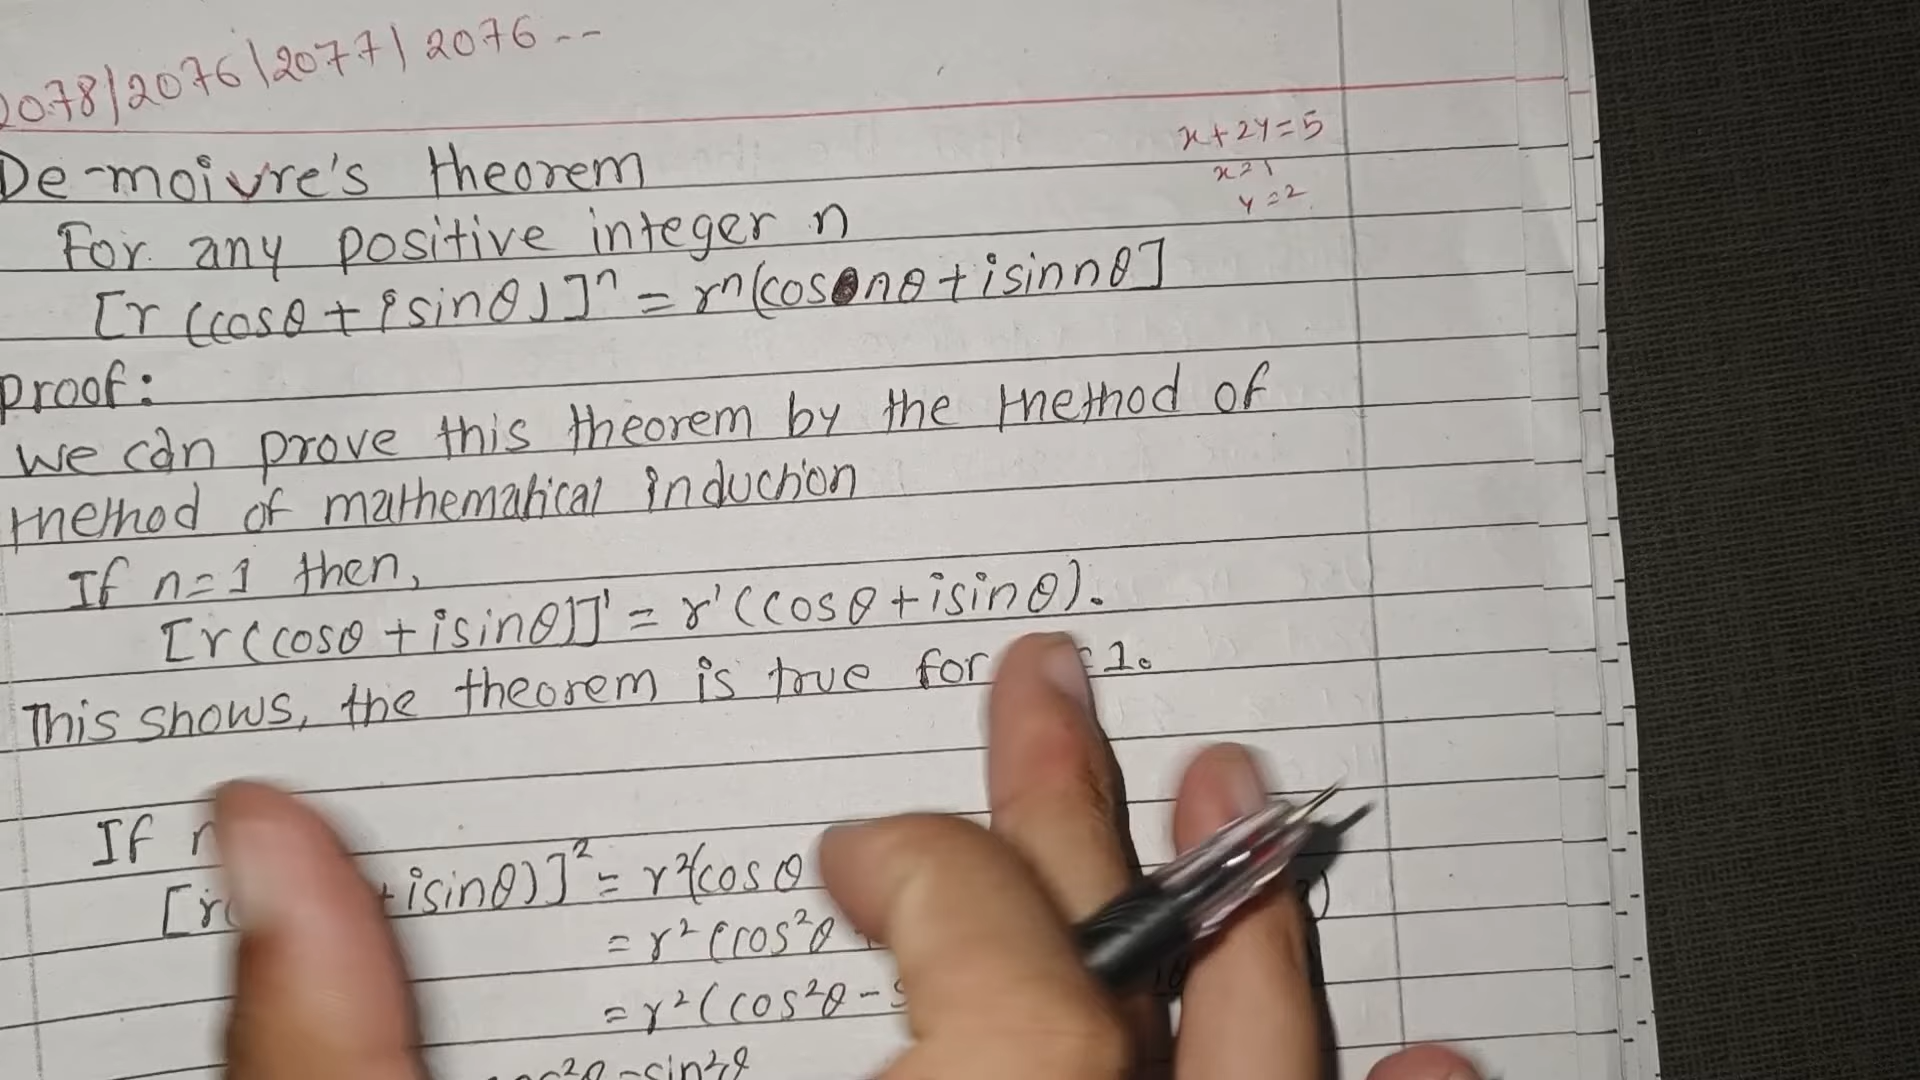 2078/2076/2077/2076--
x+2y=5
x=1
y=2
De-moivre's theorem
For any positive integer n
[r (cosθ + isinθ)]ⁿ = rⁿ(cosnθ + isinnθ]
proof:
we can prove this theorem by the method of
method of mathematical induction
If n=1 then,
[r(cosθ + isinθ)]¹ = r¹(cosθ + isinθ).
This shows, the theorem is true for =1.
If
[r( +isinθ)]² = r²(cosθ
= r²(cos²θ
= r²(cos²θ -
cos²θ -sin²θ